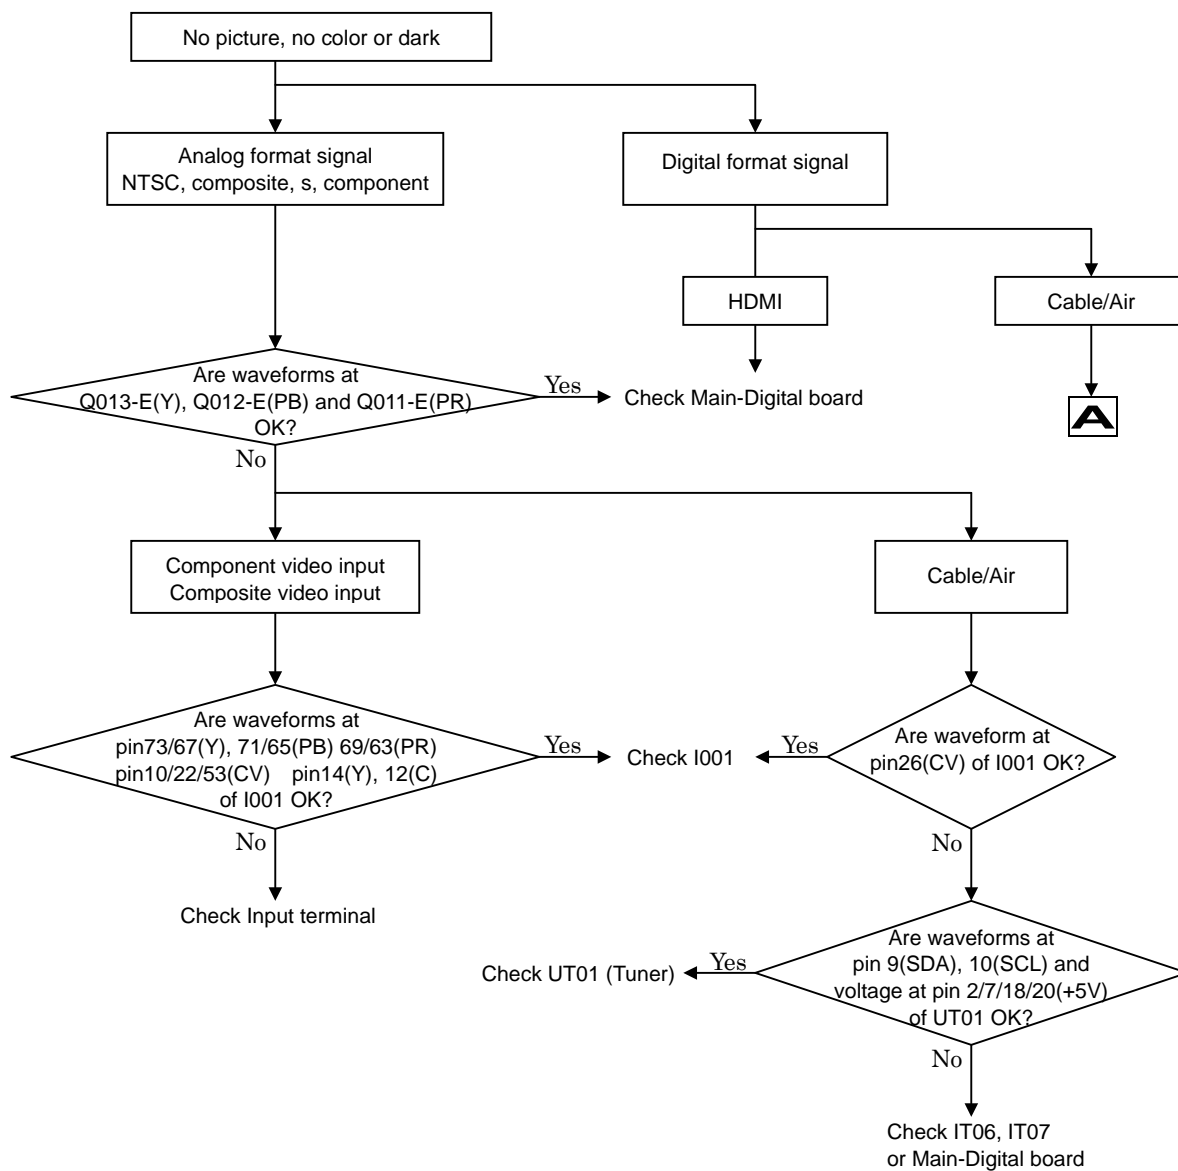 No picture, no color or dark
Analog format signal
NTSC, composite, s, component
Digital format signal
HDMI
Cable/Air
Are waveforms at
Q013-E(Y), Q012-E(PB) and Q011-E(PR)
OK?
Yes
Check Main-Digital board
A
No
Component video input
Composite video input
Cable/Air
Are waveforms at
pin73/67(Y), 71/65(PB) 69/63(PR)
pin10/22/53(CV) pin14(Y), 12(C)
of I001 OK?
Yes
Check I001
Yes
Are waveform at
pin26(CV) of I001 OK?
No
No
Check Input terminal
Are waveforms at
pin 9(SDA), 10(SCL) and
voltage at pin 2/7/18/20(+5V)
of UT01 OK?
Yes
Check UT01 (Tuner)
No
Check IT06, IT07
or Main-Digital board